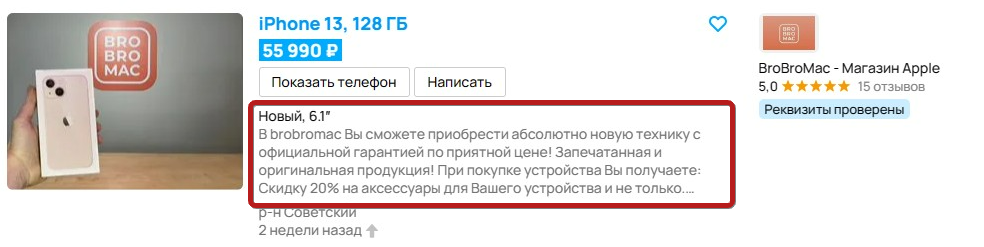 BRO
BRO
MAC
iPhone 13, 128 ГБ
55 990 ₽
Показать телефон
Написать
Новый, 6.1″
В brobromac Вы сможете приобрести абсолютно новую технику с
официальной гарантией по приятной цене! Запечатанная и
оригинальная продукция! При покупке устройства Вы получаете:
Скидку 20% на аксессуары для Вашего устройства и не только....
р-н Советский
2 недели назад
BroBroMac - Магазин Apple
5,0 15 отзывов
Реквизиты проверены